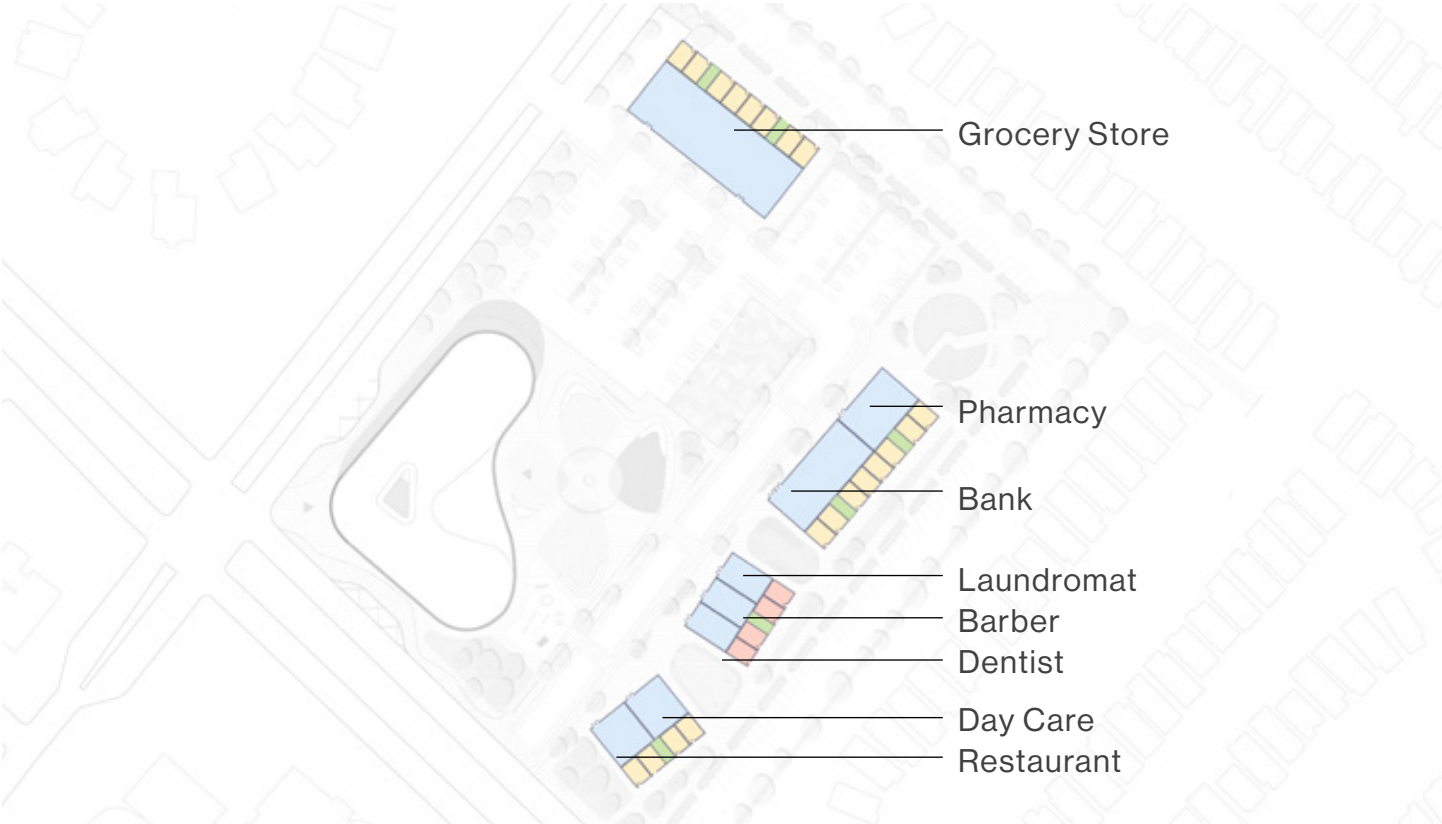 Grocery Store
Pharmacy
Bank
Laundromat
Barber
Dentist
Day Care
Restaurant